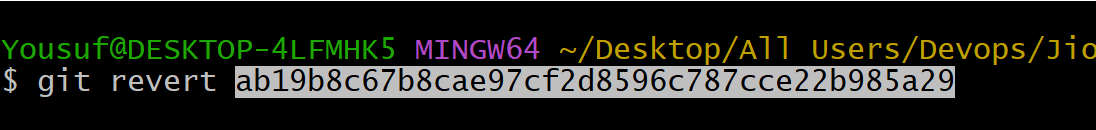 Yousuf@DESKTOP-4LFMHK5 MINGW64 ~/Desktop/All Users/Devops/Jio
$ git revert ab19b8c67b8cae97cf2d8596c787cce22b985a29